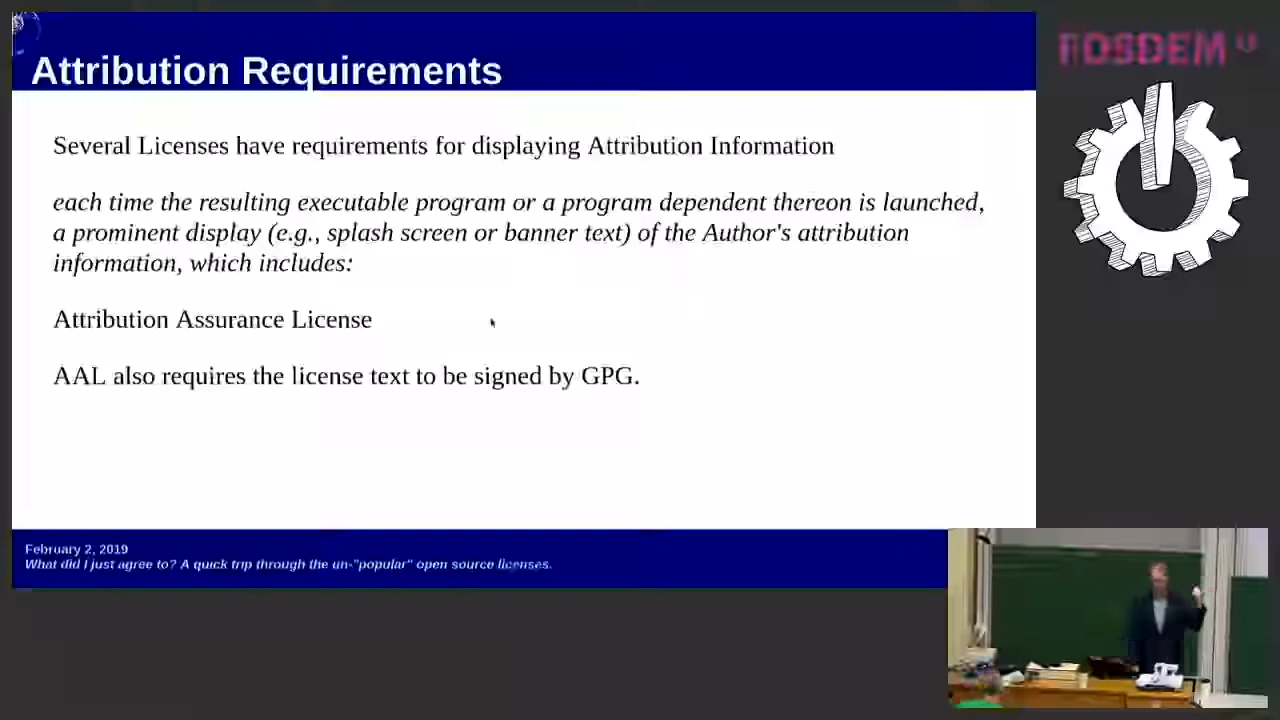 Attribution Requirements
Several Licenses have requirements for displaying Attribution Information
each time the resulting executable program or a program dependent thereon is launched,
a prominent display (e.g., splash screen or banner text) of the Author's attribution
information, which includes:
Attribution Assurance License
AAL also requires the license text to be signed by GPG.
February 2, 2019
What did I just agree to? A quick trip through the un-"popular" open source licenses.
FOSDEM